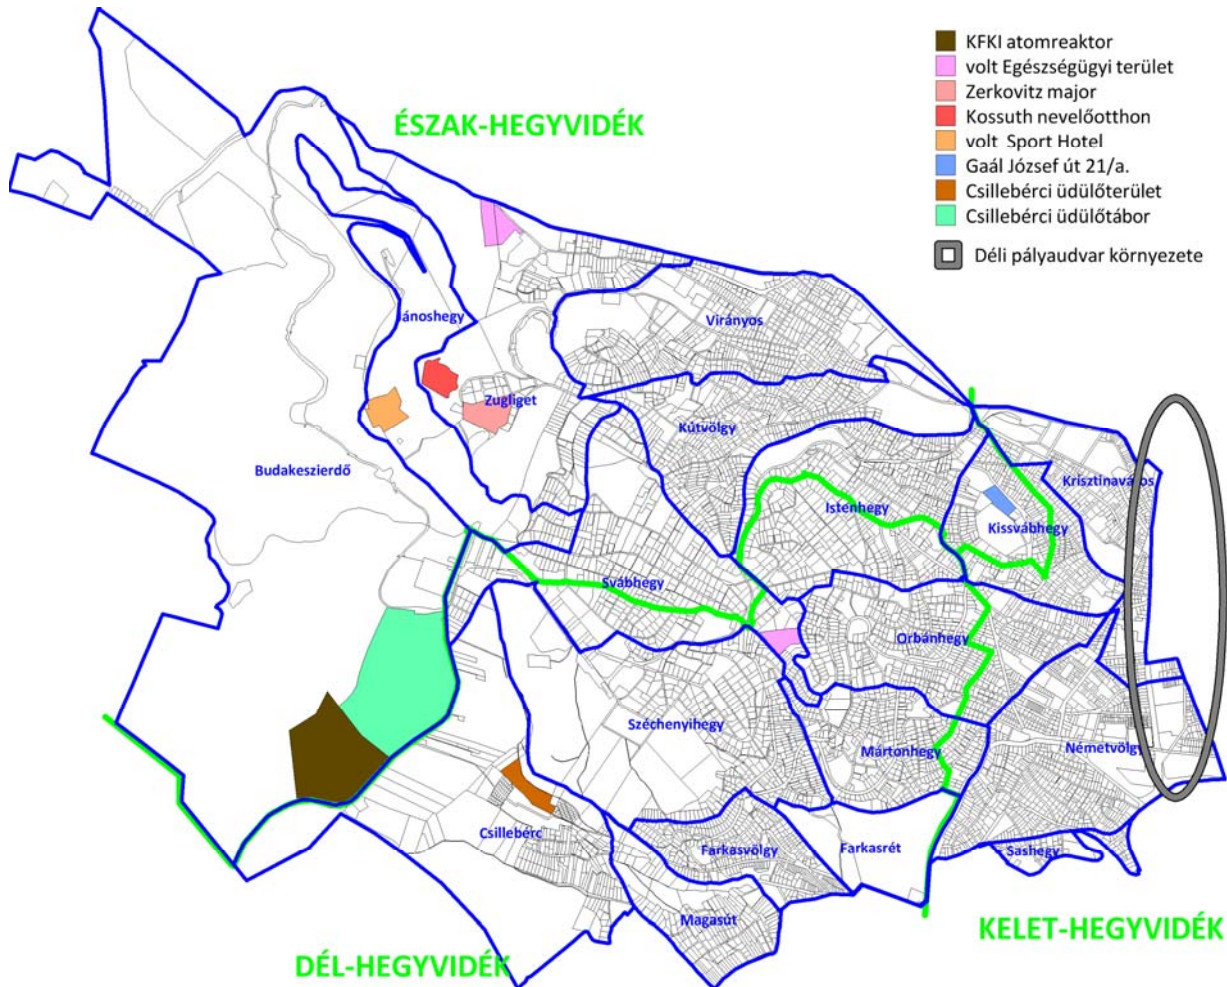 KFKI atomreaktor
volt Egészségügyi terület
Zerkovitz major
Kossuth nevelőotthon
volt Sport Hotel
Gaál József út 21/a.
Csillebérci üdülőterület
Csillebérci üdülőtábor
Déli pályaudvar környezete
ÉSZAK-HEGYVIDÉK
Jánoshegy
Virányos
Zugliget
Kútvölgy
Budakeszierdő
Krisztinaváros
Istenhegy
Kissvábhegy
Svábhegy
Orbánhegy
Széchenyihegy
Mártonhegy
Németvölgy
Csillebérc
Farkasvölgy
Farkasrét
Sashegy
Magasút
KELET-HEGYVIDÉK
DÉL-HEGYVIDÉK